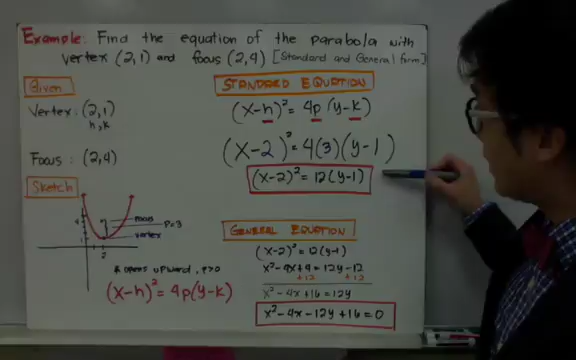 Example: Find the equation of the parabola with
vertex (2,1) and focus (2,4) [Standard and General form]
Given
Vertex: (2,1)
h,k
Focus: (2,4)
Sketch
4
focus
P=3
1
vertex
2
* opens upward, p>0
(x-h)² = 4p(y-k)
STANDARD EQUATION
(x-h)² = 4p(y-k)
(x-2)² = 4(3)(y-1)
(x-2)² = 12(y-1)
GENERAL EQUATION
(x-2)² = 12(y-1)
x²-4x+4 = 12y-12
+12 +12
x²-4x+16 = 12y
x²-4x-12y+16 = 0